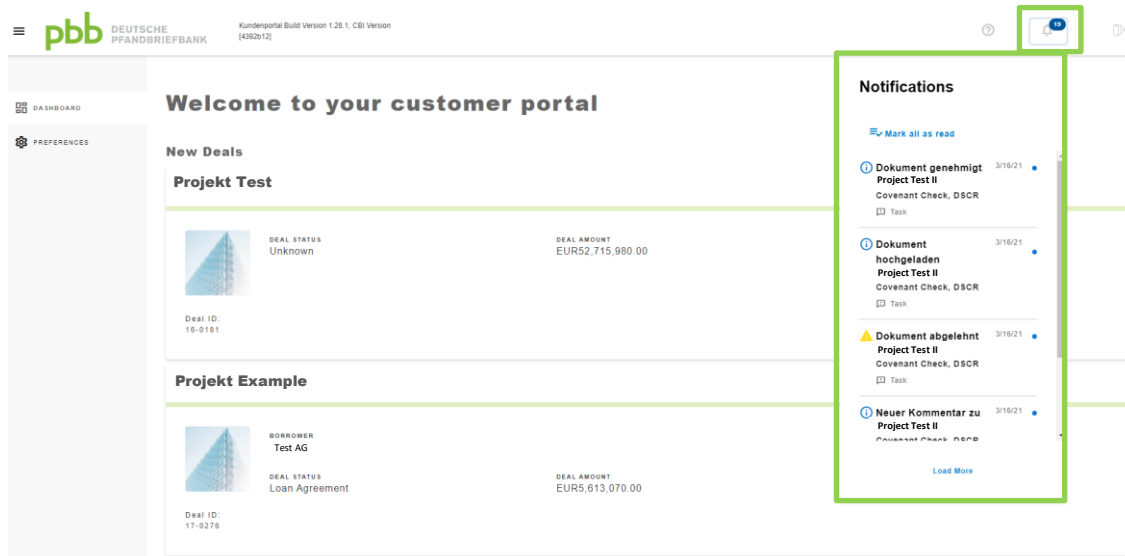 pbb DEUTSCHE
PFANDBRIEFBANK
Kundenportal Build Version 1.28.1; CBI Version
[4392b12]
19
DASHBOARD
PREFERENCES
Welcome to your customer portal
New Deals
Projekt Test
DEAL STATUS
Unknown
DEAL AMOUNT
EUR52,715,980.00
Deal ID:
16-0181
Projekt Example
BORROWER
Test AG
DEAL STATUS
Loan Agreement
DEAL AMOUNT
EUR5,613,070.00
Deal ID:
17-0276
Notifications
Mark all as read
Dokument genehmigt 3/16/21
Project Test II
Covenant Check, DSCR
Task
Dokument 3/16/21
hochgeladen
Project Test II
Covenant Check, DSCR
Task
Dokument abgelehnt 3/16/21
Project Test II
Covenant Check, DSCR
Task
Neuer Kommentar zu 3/16/21
Project Test II
Covenant Check, DSCR
Load More